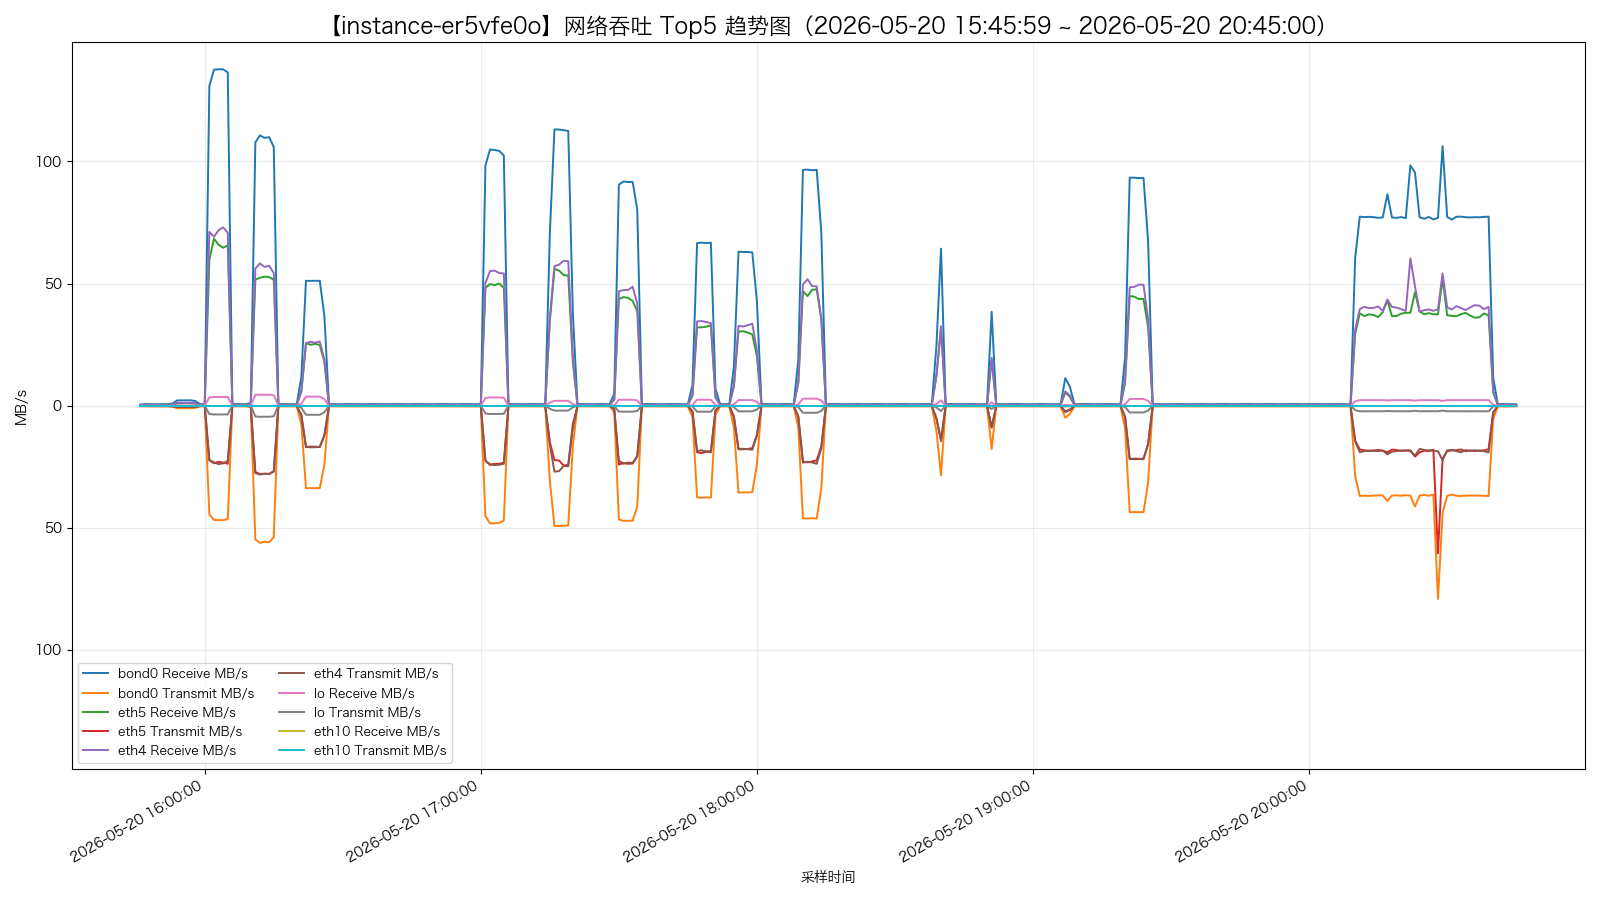 【instance-er5vfe0o】网络吞吐 Top5 趋势图（2026-05-20 15:45:59 ~ 2026-05-20 20:45:00）
100
50
0
50
100
MB/s
bond0 Receive MB/s
bond0 Transmit MB/s
eth5 Receive MB/s
eth5 Transmit MB/s
eth4 Receive MB/s
eth4 Transmit MB/s
lo Receive MB/s
lo Transmit MB/s
eth10 Receive MB/s
eth10 Transmit MB/s
2026-05-20 16:00:00
2026-05-20 17:00:00
2026-05-20 18:00:00
2026-05-20 19:00:00
2026-05-20 20:00:00
采样时间